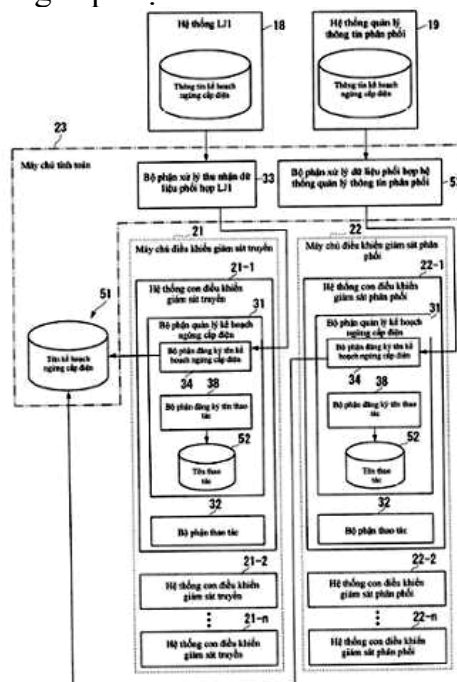 Hệ thống LJ1
18
Thông tin kế hoạch
ngừng cấp điện
Hệ thống quản lý
thông tin phân phối
19
Thông tin kế hoạch
ngừng cấp điện
23
Máy chủ tính toán
Bộ phận xử lý thu nhận dữ
liệu phối hợp LJ1
33
Bộ phận xử lý dữ liệu phối hợp hệ
thống quản lý thông tin phân phối
21
Máy chủ điều khiển giám sát truyền
21-1
Hệ thống con điều khiển
giám sát truyền
31
Bộ phận quản lý kế hoạch
ngừng cấp điện
Bộ phận đăng ký tên kế
hoạch ngừng cấp điện
34
38
Bộ phận đăng ký tên thao
tác
52
Tên thao
tác
32
Bộ phận thao tác
21-2
Hệ thống con điều khiển
giám sát truyền
21-n
Hệ thống con điều khiển
giám sát truyền
22
Máy chủ điều khiển giám sát phân
phối
22-1
Hệ thống con điều khiển
giám sát phân phối
31
Bộ phận quản lý kế hoạch
ngừng cấp điện
Bộ phận đăng ký tên kế
hoạch ngừng cấp điện
34
38
Bộ phận đăng ký tên thao
tác
52
Tên thao
tác
32
Bộ phận thao tác
22-2
Hệ thống con điều khiển
giám sát phân phối
22-n
Hệ thống con điều khiển
giám sát phân phối
51
Tên kế hoạch
ngừng cấp điện